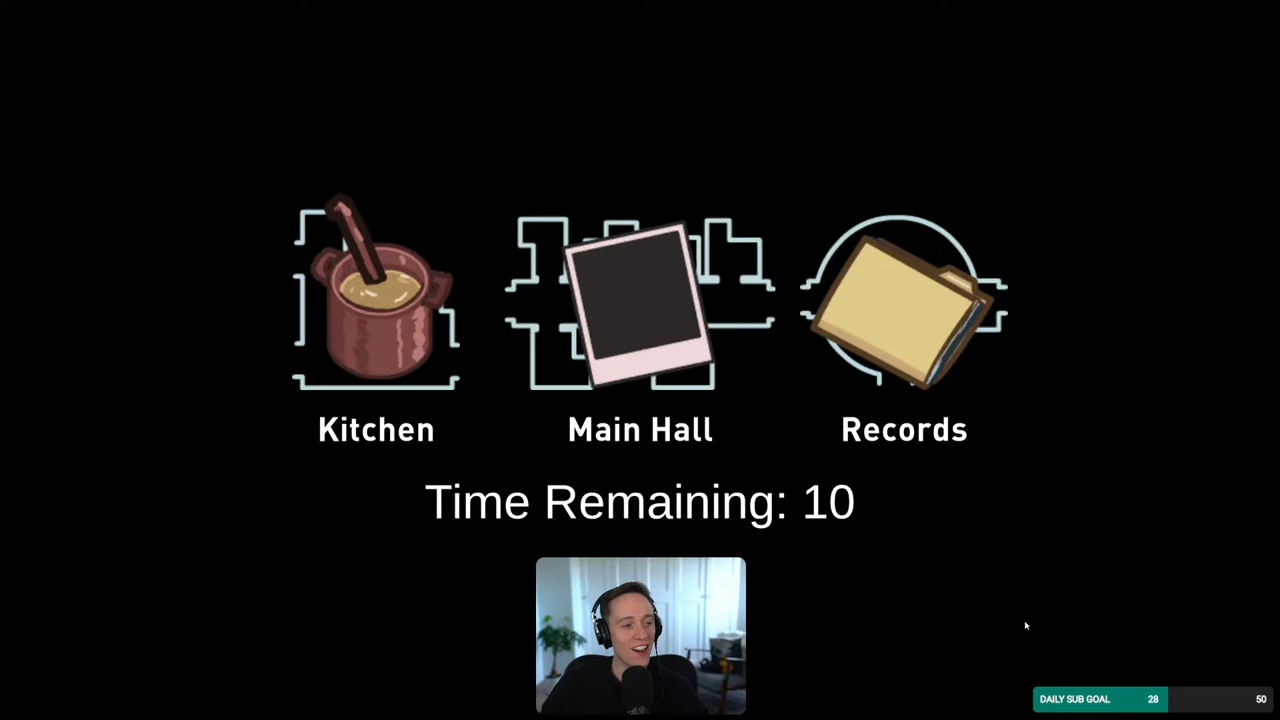 Kitchen
Main Hall
Records
Time Remaining: 10
DAILY SUB GOAL 28 50